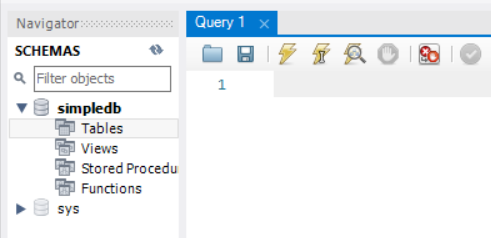 Navigator
Query 1
SCHEMAS
Filter objects
1
simpledb
Tables
Views
Stored Procedu
Functions
sys